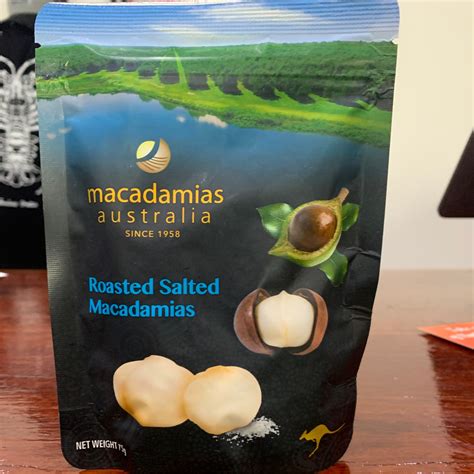 macadamias
australia
SINCE 1958
Roasted Salted
Macadamias
NET WEIGHT